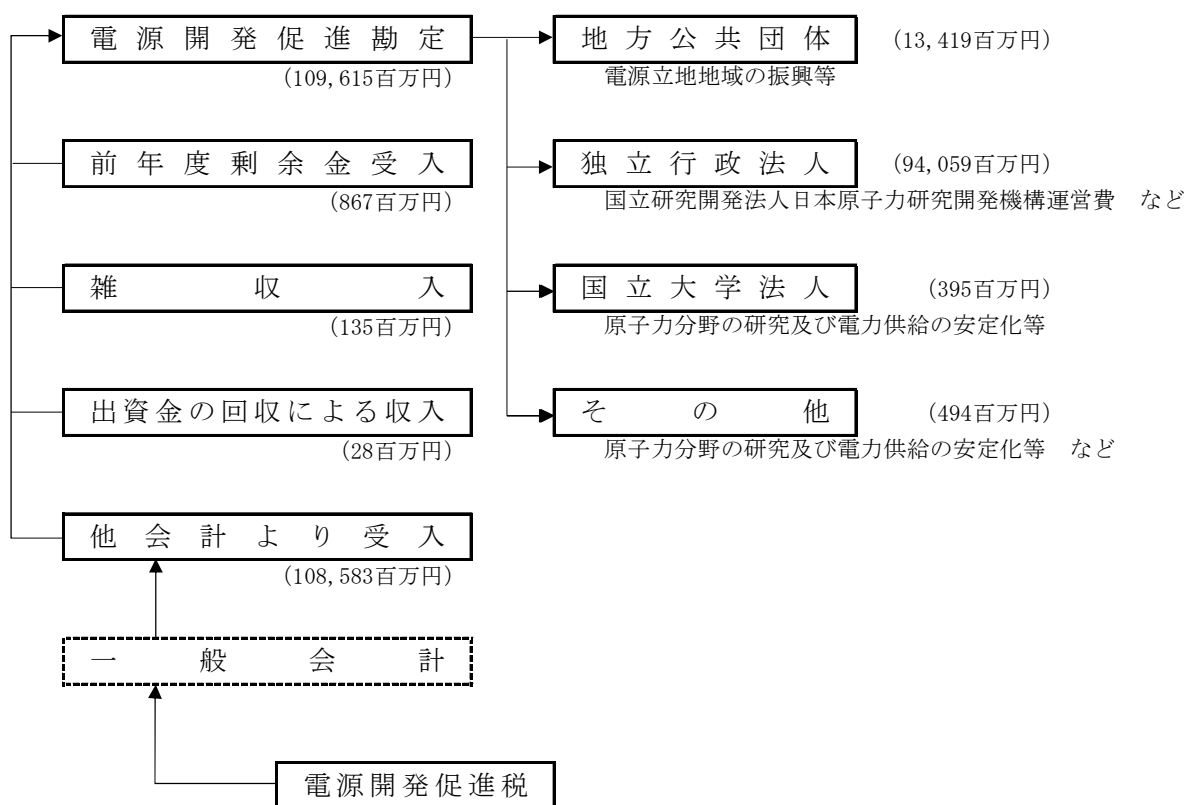 電源開発促進勘定
(109,615百万円)
地方公共団体 (13,419百万円)
電源立地地域の振興等
前年度剰余金受入
(867百万円)
独立行政法人 (94,059百万円)
国立研究開発法人日本原子力研究開発機構運営費 など
雑収入
(135百万円)
国立大学法人 (395百万円)
原子力分野の研究及び電力供給の安定化等
出資金の回収による収入
(28百万円)
その他 (494百万円)
原子力分野の研究及び電力供給の安定化等 など
他会計より受入
(108,583百万円)
一般会計
電源開発促進税